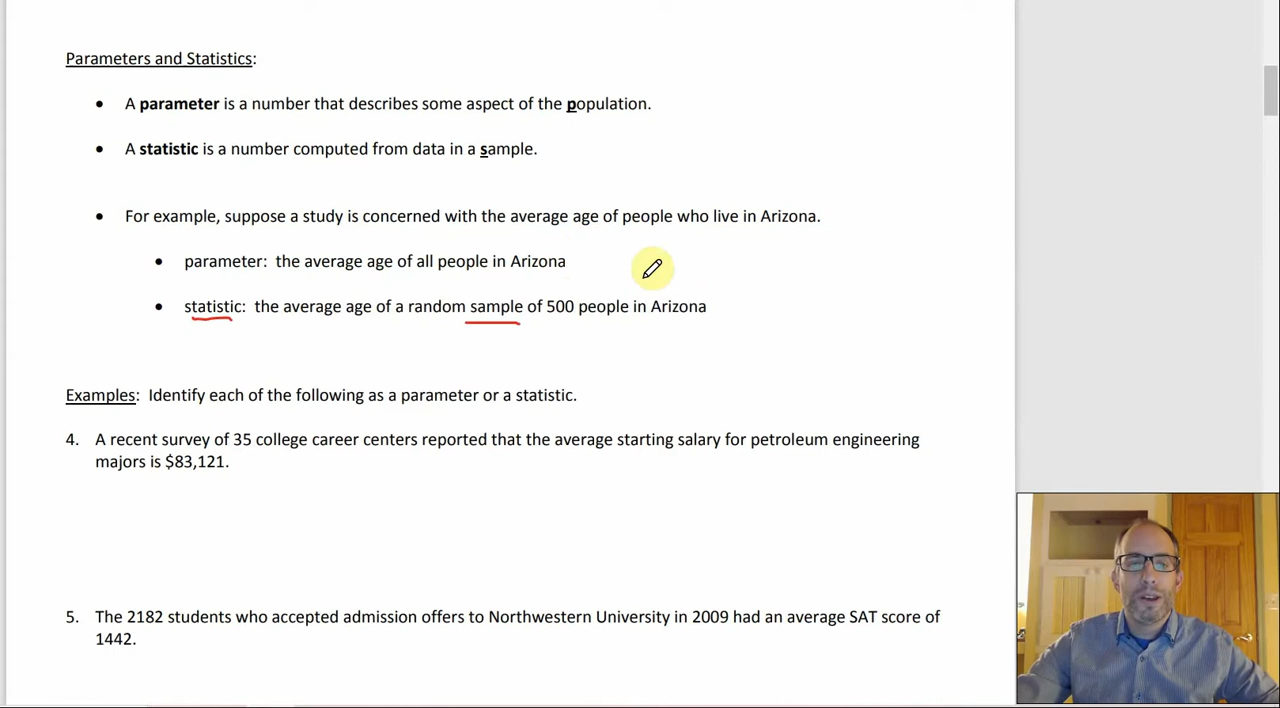 Parameters and Statistics:
• A parameter is a number that describes some aspect of the population.
• A statistic is a number computed from data in a sample.
• For example, suppose a study is concerned with the average age of people who live in Arizona.
• parameter: the average age of all people in Arizona
• statistic: the average age of a random sample of 500 people in Arizona
Examples: Identify each of the following as a parameter or a statistic.
4. A recent survey of 35 college career centers reported that the average starting salary for petroleum engineering
majors is $83,121.
5. The 2182 students who accepted admission offers to Northwestern University in 2009 had an average SAT score of
1442.